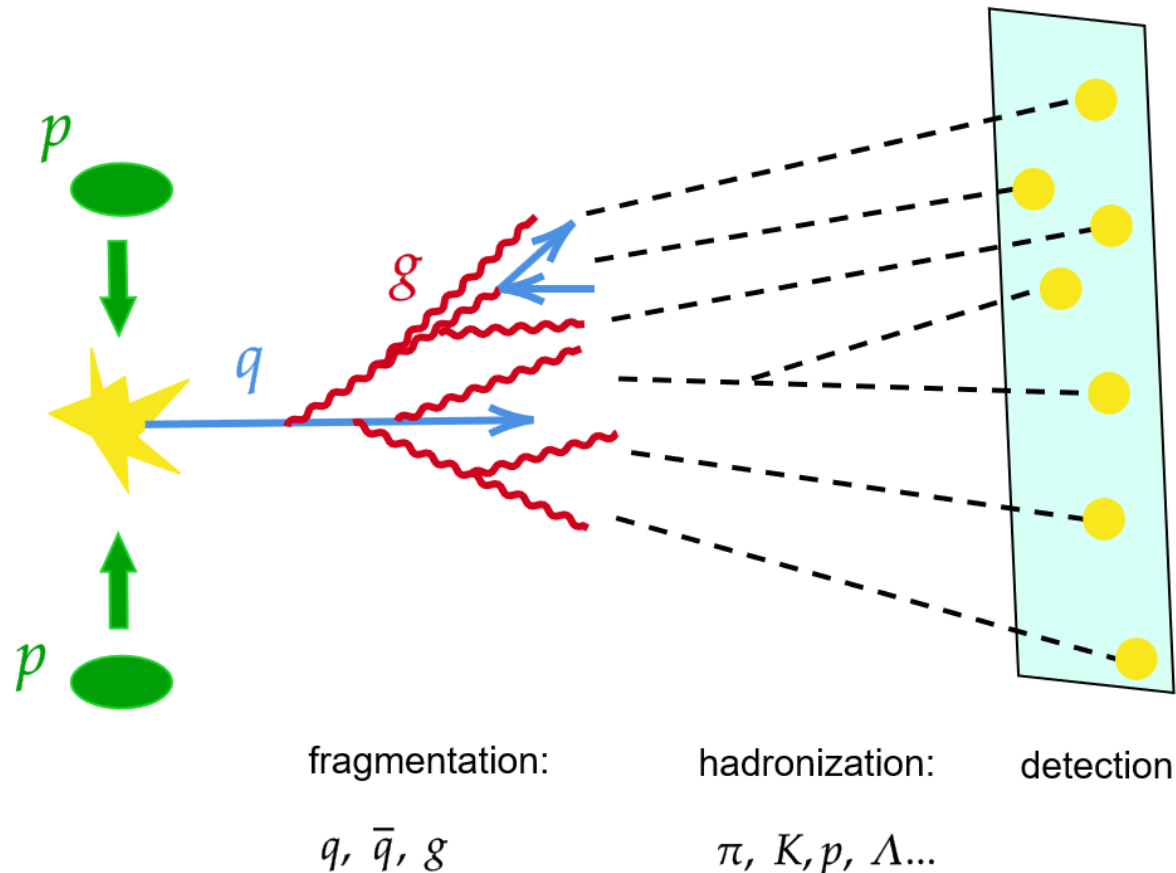 p
g
q
p
fragmentation:
hadronization:
detection
q, q̅, g
π, K, p, Λ...